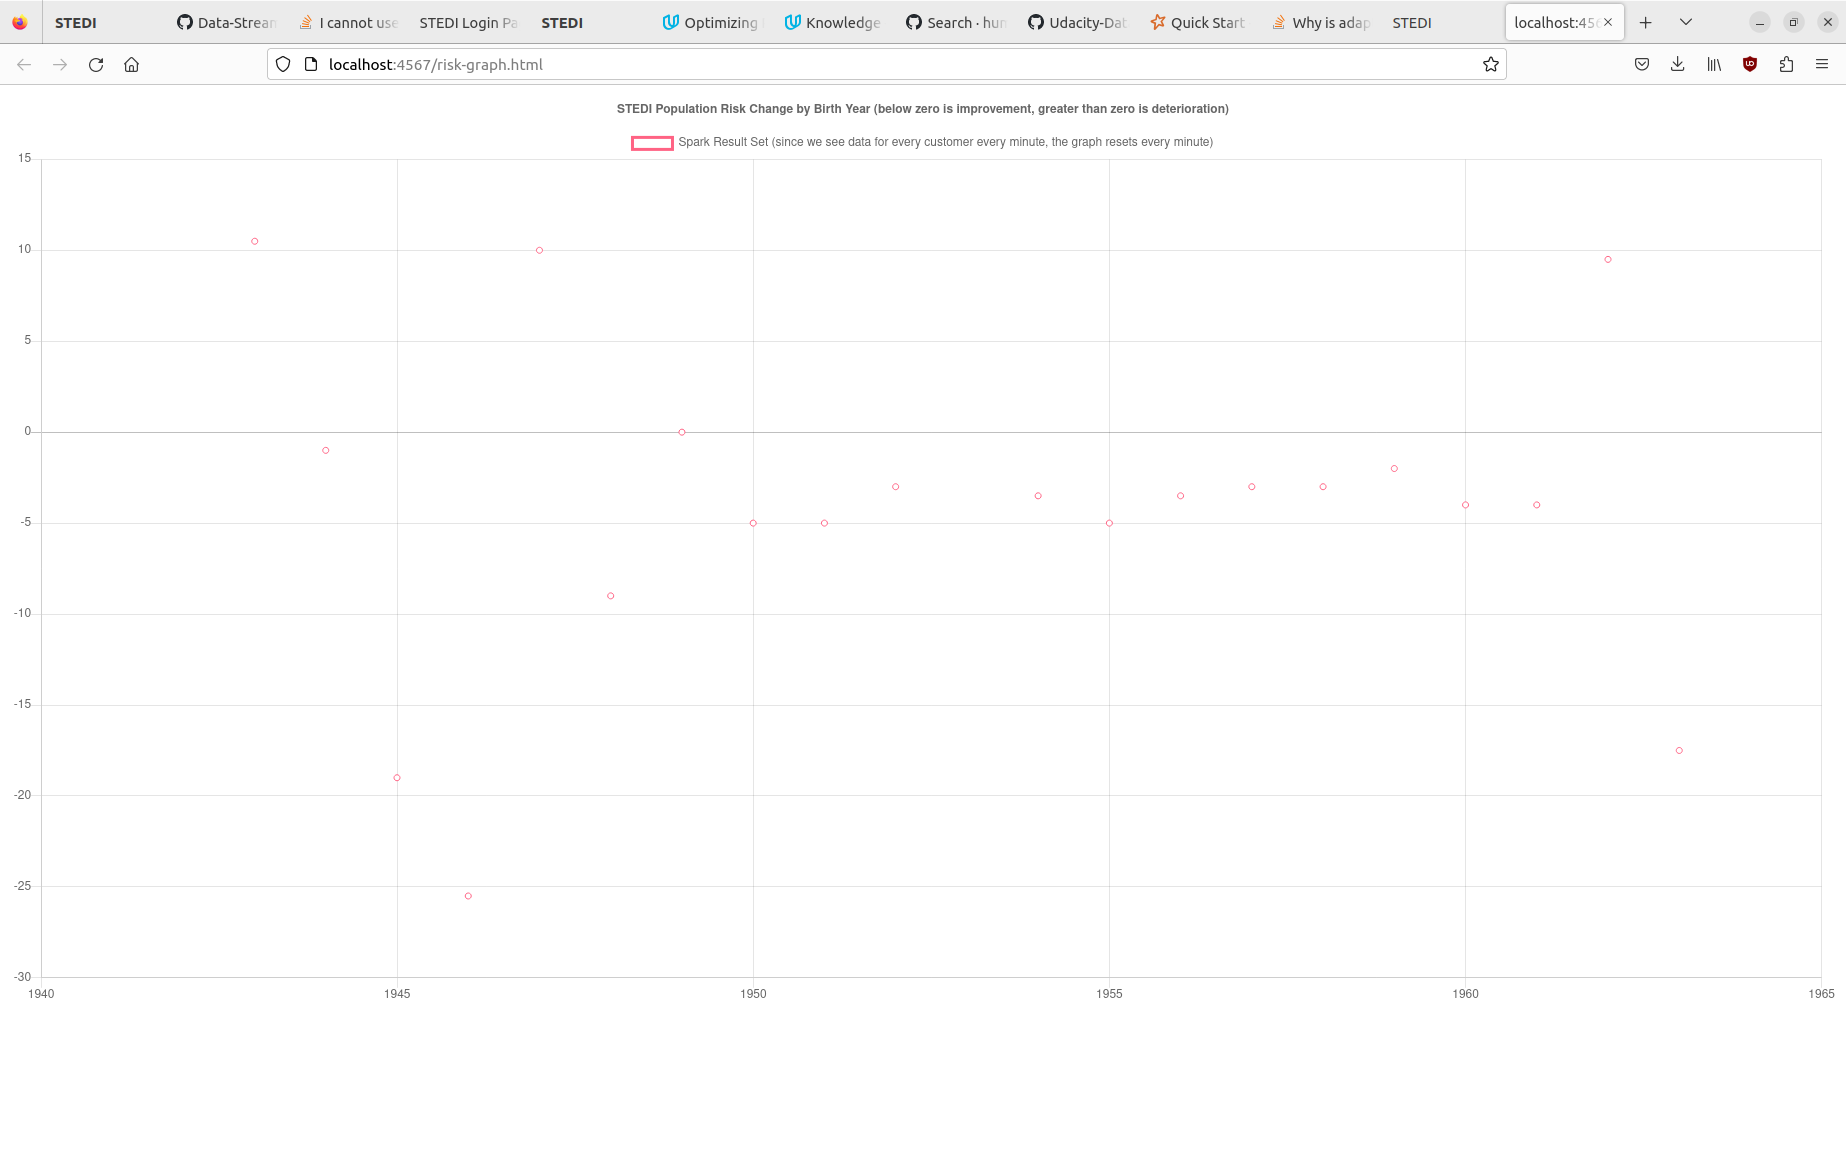 STEDI Data-Strean I cannot use STEDI Login Pa STEDI Optimizing Knowledge Search · hun Udacity-Dat Quick Start Why is adap STEDI localhost:456
localhost:4567/risk-graph.html
STEDI Population Risk Change by Birth Year (below zero is improvement, greater than zero is deterioration)
Spark Result Set (since we see data for every customer every minute, the graph resets every minute)
15
10
5
0
-5
-10
-15
-20
-25
-30
1940 1945 1950 1955 1960 1965